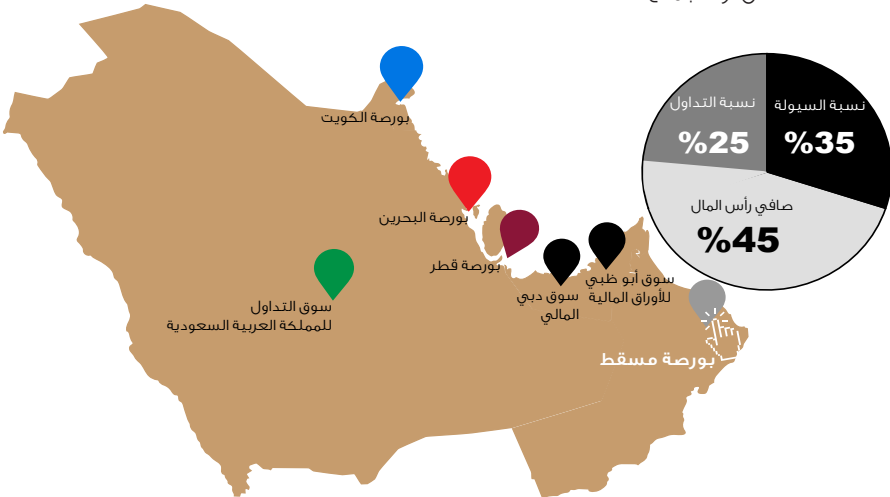 نسبة السيولة
%35
نسبة التداول
%25
صافي رأس المال
%45
بورصة الكويت
بورصة البحرين
بورصة قطر
سوق أبو ظبي
للأوراق المالية
سوق دبي
المالي
سوق التداول
للمملكة العربية السعودية
بورصة مسقط